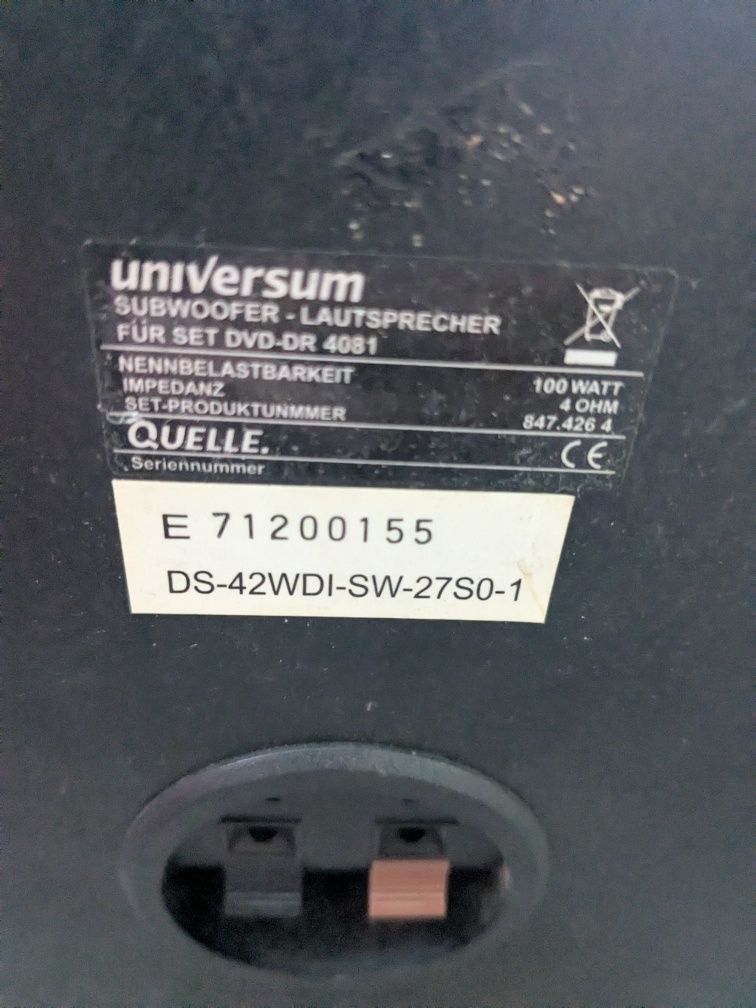 universum
SUBWOOFER - LAUTSPRECHER
FÜR SET DVD-DR 4081
NENNBELASTBARKEIT 100 WATT
IMPEDANZ 4 OHM
SET-PRODUKTUNMMER 847.426 4
QUELLE. CE
Seriennummer
E 71200155
DS-42WDI-SW-27S0-1